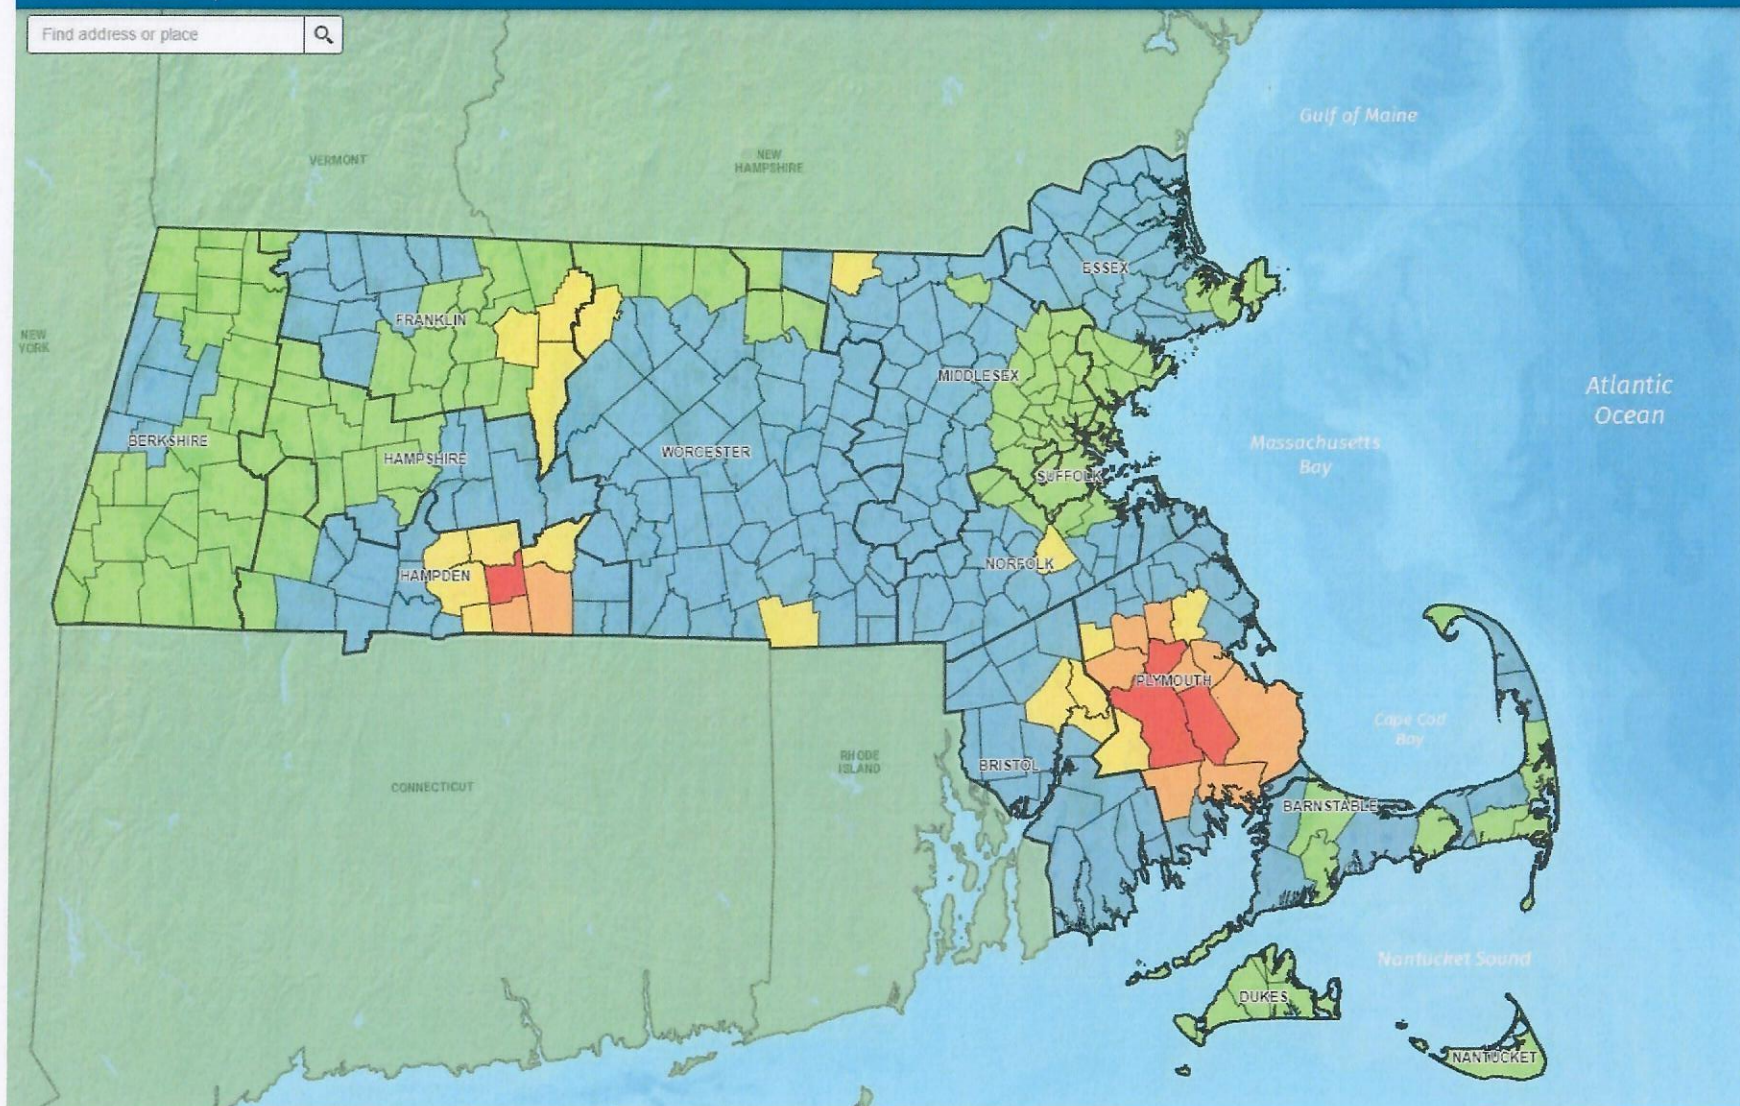 Find address or place
Gulf of Maine
VERMONT
NEW
HAMPSHIRE
ESSEX
FRANKLIN
NEW
YORK
MIDDLESEX
Atlantic
Ocean
BERKSHIRE
HAMPSHIRE
WORCESTER
Massachusetts
Bay
SUFFOLK
NORFOLK
HAMPDEN
PLYMOUTH
Cape Cod
Bay
RHODE
ISLAND
BRISTOL
CONNECTICUT
BARNSTABLE
Nantucket Sound
DUKES
NANTUCKET